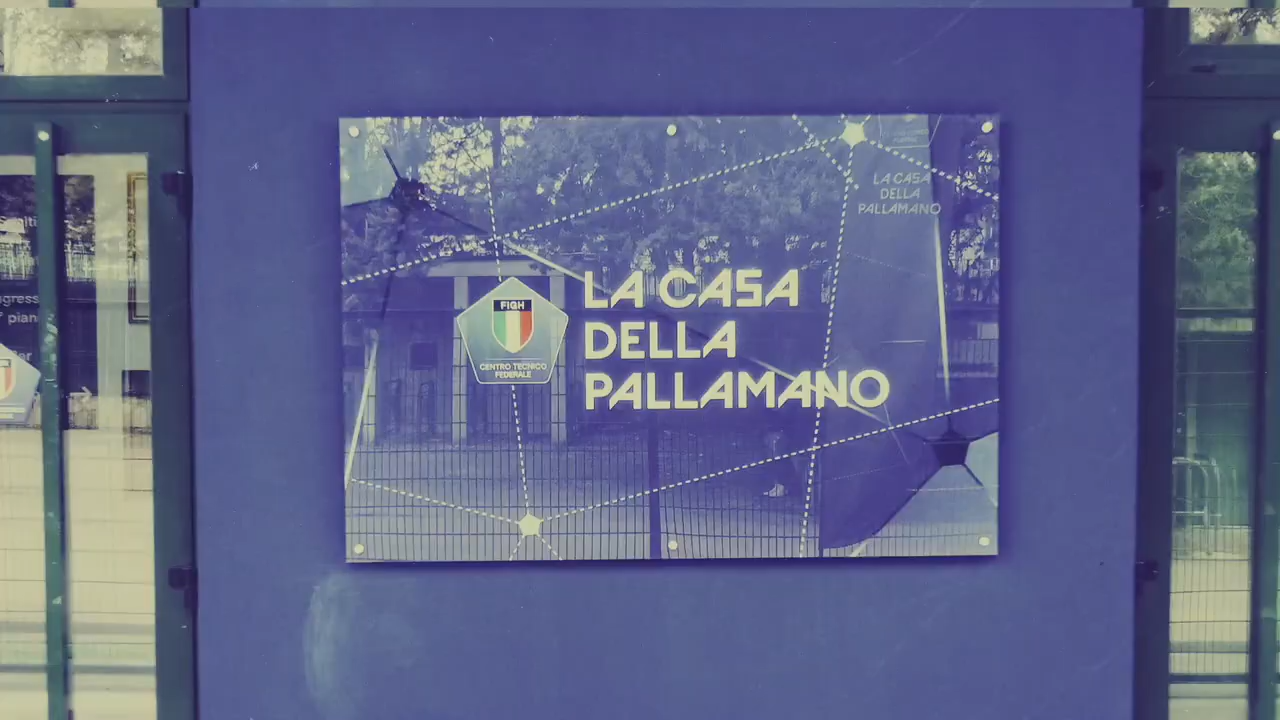 LA CASA
DELLA
PALLAMANO
FIGH
CENTRO TECNICO
FEDERALE
LA CASA
DELLA
PALLAMANO